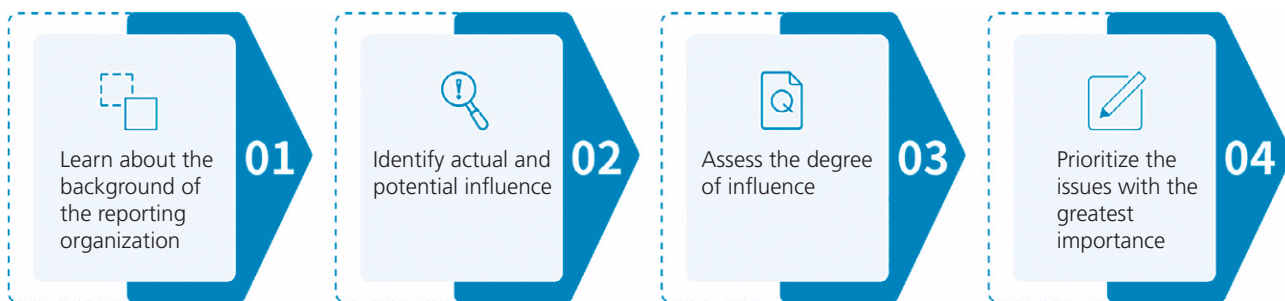 Learn about the
background of
the reporting
organization
01
Identify actual and
potential influence
02
Assess the degree
of influence
03
Prioritize the
issues with the
greatest
importance
04